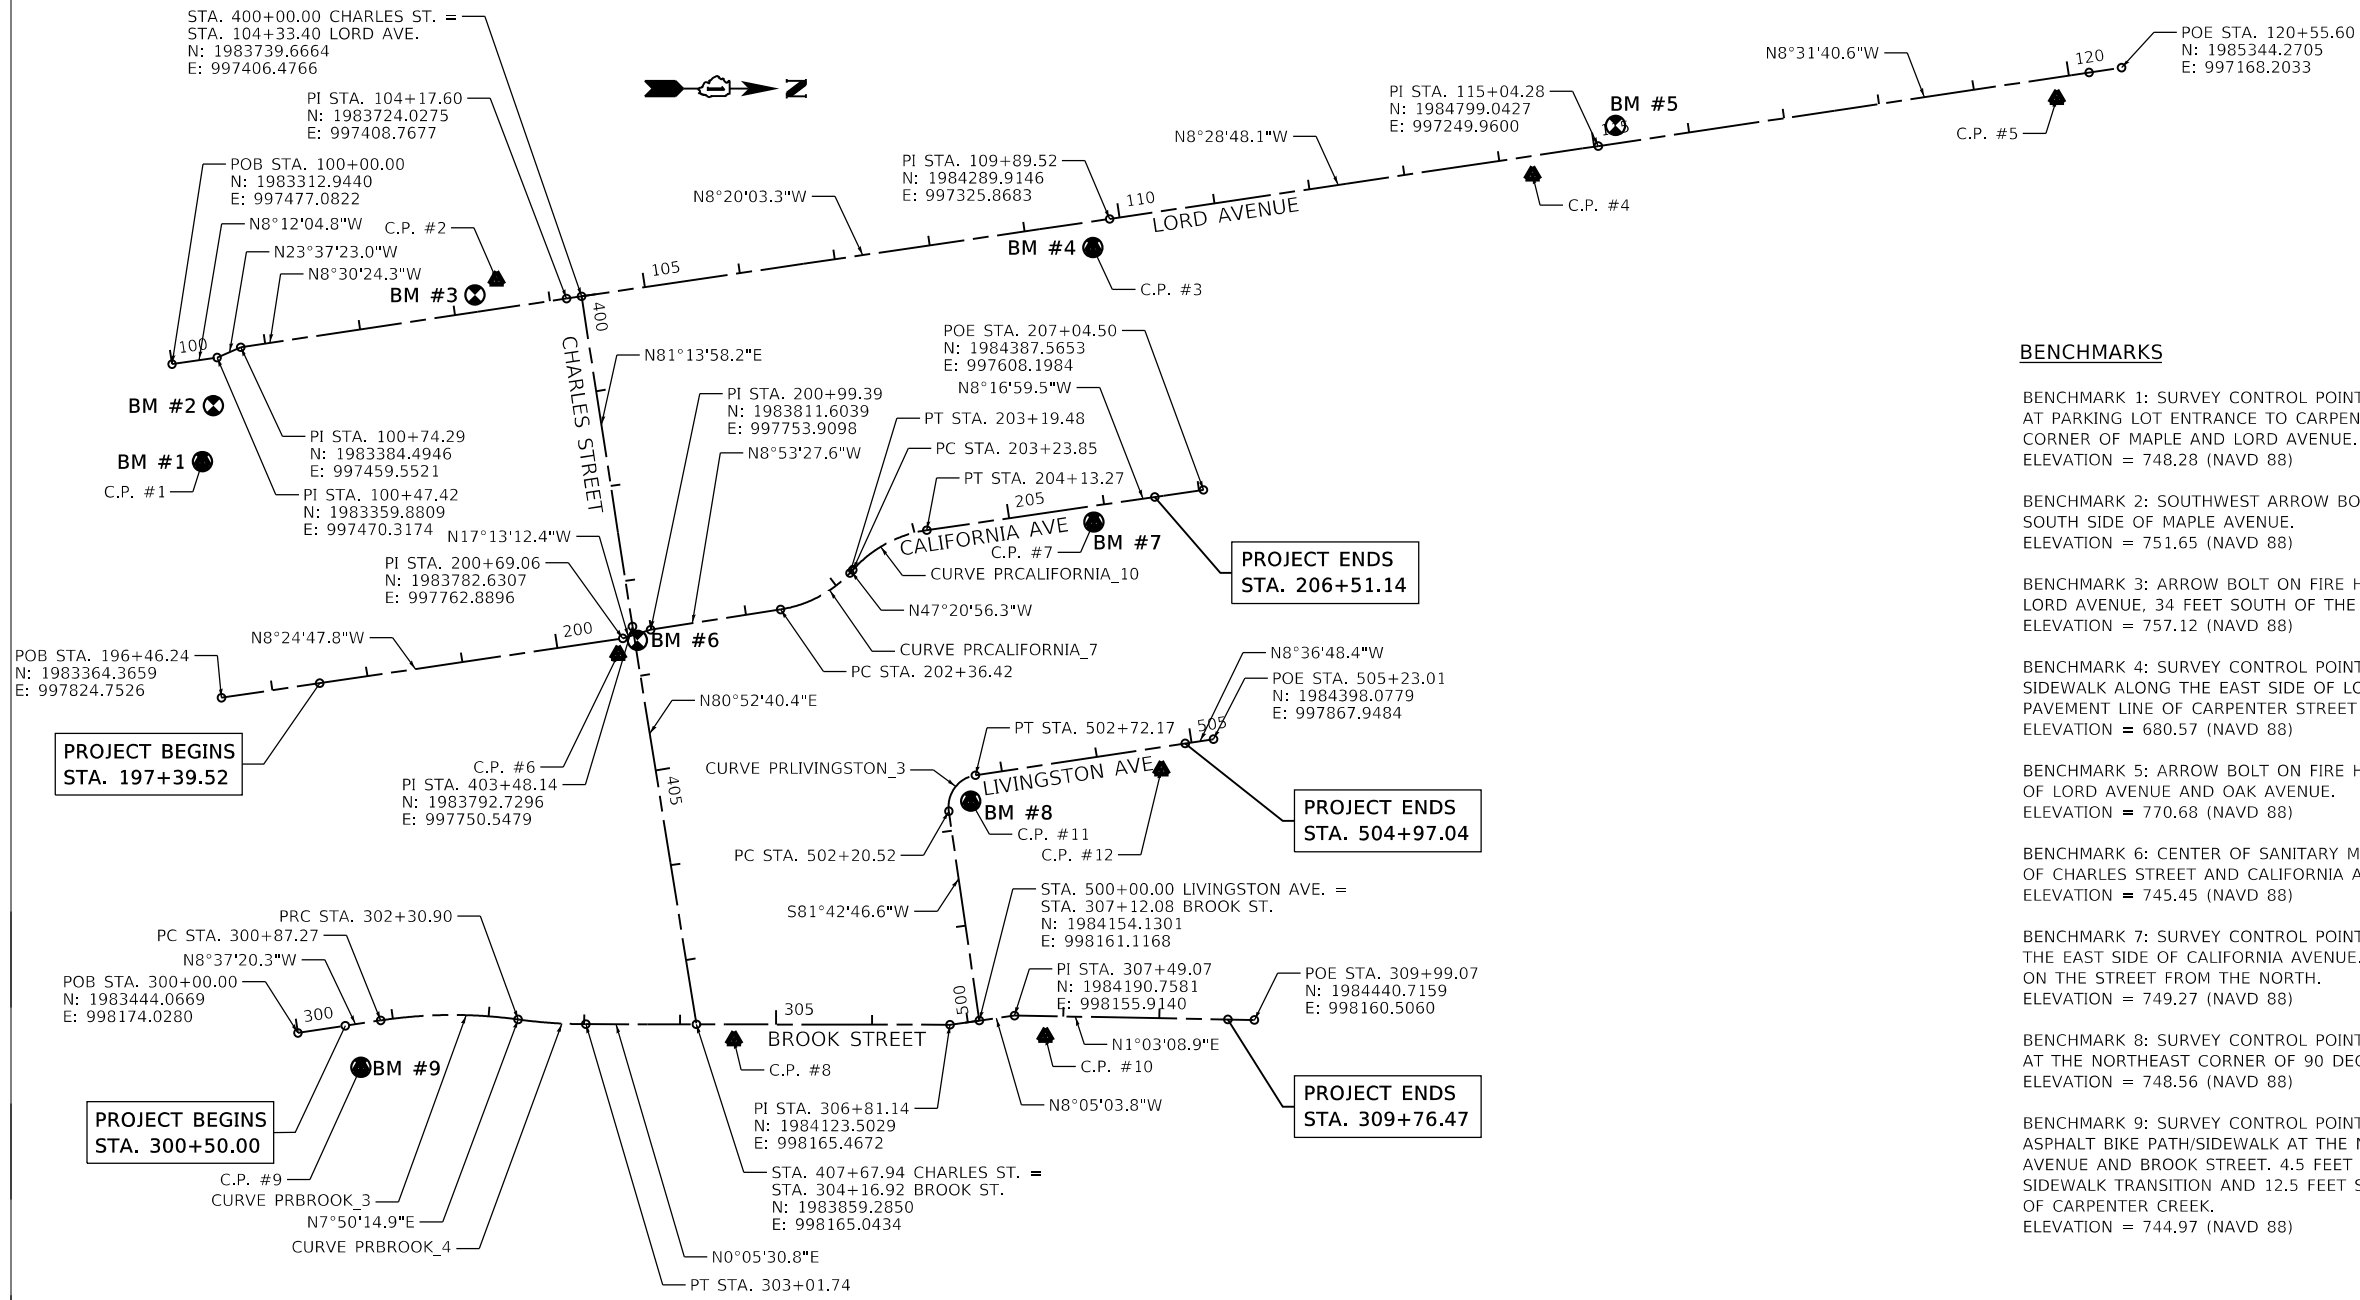 STA. 400+00.00 CHARLES ST. =
STA. 104+33.40 LORD AVE.
N: 1983739.6664
E: 997406.4766
PI STA. 104+17.60
N: 1983724.0275
E: 997408.7677
POB STA. 100+00.00
N: 1983312.9440
E: 997477.0822
N8°12'04.8"W
C.P. #2
N23°37'23.0"W
N8°30'24.3"W
BM #3
100
BM #2
BM #1
C.P. #1
PI STA. 100+74.29
N: 1983384.4946
E: 997459.5521
PI STA. 100+47.42
N: 1983359.8809
E: 997470.3174
N
N8°20'03.3"W
105
PI STA. 109+89.52
N: 1984289.9146
E: 997325.8683
BM #4
C.P. #3
110
LORD AVENUE
N8°28'48.1"W
PI STA. 115+04.28
N: 1984799.0427
E: 997249.9600
115
BM #5
C.P. #4
N8°31'40.6"W
120
C.P. #5
POE STA. 120+55.60
N: 1985344.2705
E: 997168.2033
400
CHARLES STREET
N81°13'58.2"E
PI STA. 200+99.39
N: 1983811.6039
E: 997753.9098
N8°53'27.6"W
N17°13'12.4"W
PI STA. 200+69.06
N: 1983782.6307
E: 997762.8896
POE STA. 207+04.50
N: 1984387.5653
E: 997608.1984
N8°16'59.5"W
PT STA. 203+19.48
PC STA. 203+23.85
PT STA. 204+13.27
205
CALIFORNIA AVE
C.P. #7
BM #7
CURVE PRCALIFORNIA_10
N47°20'56.3"W
CURVE PRCALIFORNIA_7
PC STA. 202+36.42
PROJECT ENDS
STA. 206+51.14
N8°24'47.8"W
200
BM #6
POB STA. 196+46.24
N: 1983364.3659
E: 997824.7526
PROJECT BEGINS
STA. 197+39.52
C.P. #6
PI STA. 403+48.14
N: 1983792.7296
E: 997750.5479
N80°52'40.4"E
405
N8°36'48.4"W
POE STA. 505+23.01
N: 1984398.0779
E: 997867.9484
505
PT STA. 502+72.17
CURVE PRLIVINGSTON_3
LIVINGSTON AVE
BM #8
C.P. #11
C.P. #12
PC STA. 502+20.52
PROJECT ENDS
STA. 504+97.04
S81°42'46.6"W
STA. 500+00.00 LIVINGSTON AVE. =
STA. 307+12.08 BROOK ST.
N: 1984154.1301
E: 998161.1168
PRC STA. 302+30.90
PC STA. 300+87.27
N8°37'20.3"W
POB STA. 300+00.00
N: 1983444.0669
E: 998174.0280
300
BM #9
PROJECT BEGINS
STA. 300+50.00
C.P. #9
CURVE PRBROOK_3
N7°50'14.9"E
CURVE PRBROOK_4
305
BROOK STREET
C.P. #8
500
PI STA. 307+49.07
N: 1984190.7581
E: 998155.9140
N1°03'08.9"E
C.P. #10
N8°05'03.8"W
POE STA. 309+99.07
N: 1984440.7159
E: 998160.5060
PROJECT ENDS
STA. 309+76.47
PI STA. 306+81.14
N: 1984123.5029
E: 998165.4672
STA. 407+67.94 CHARLES ST. =
STA. 304+16.92 BROOK ST.
N: 1983859.2850
E: 998165.0434
N0°05'30.8"E
PT STA. 303+01.74
BENCHMARKS
BENCHMARK 1: SURVEY CONTROL POINT
AT PARKING LOT ENTRANCE TO
CORNER OF MAPLE AND LORD AVENUE.
ELEVATION = 748.28 (NAVD 88)
BENCHMARK 2: SOUTHWEST ARROW
SOUTH SIDE OF MAPLE AVENUE.
ELEVATION = 751.65 (NAVD 88)
BENCHMARK 3: ARROW BOLT ON FIRE
LORD AVENUE, 34 FEET SOUTH OF THE
ELEVATION = 757.12 (NAVD 88)
BENCHMARK 4: SURVEY CONTROL POINT
SIDEWALK ALONG THE EAST SIDE OF
PAVEMENT LINE OF CARPENTER STREET
ELEVATION = 680.57 (NAVD 88)
BENCHMARK 5: ARROW BOLT ON FIRE
OF LORD AVENUE AND OAK AVENUE.
ELEVATION = 770.68 (NAVD 88)
BENCHMARK 6: CENTER OF SANITARY
OF CHARLES STREET AND CALIFORNIA
ELEVATION = 745.45 (NAVD 88)
BENCHMARK 7: SURVEY CONTROL POINT
THE EAST SIDE OF CALIFORNIA AVENUE.
ON THE STREET FROM THE NORTH.
ELEVATION = 749.27 (NAVD 88)
BENCHMARK 8: SURVEY CONTROL POINT
AT THE NORTHEAST CORNER OF 90
ELEVATION = 748.56 (NAVD 88)
BENCHMARK 9: SURVEY CONTROL POINT
ASPHALT BIKE PATH/SIDEWALK AT THE
AVENUE AND BROOK STREET. 4.5 FEET
SIDEWALK TRANSITION AND 12.5 FEET
OF CARPENTER CREEK.
ELEVATION = 744.97 (NAVD 88)